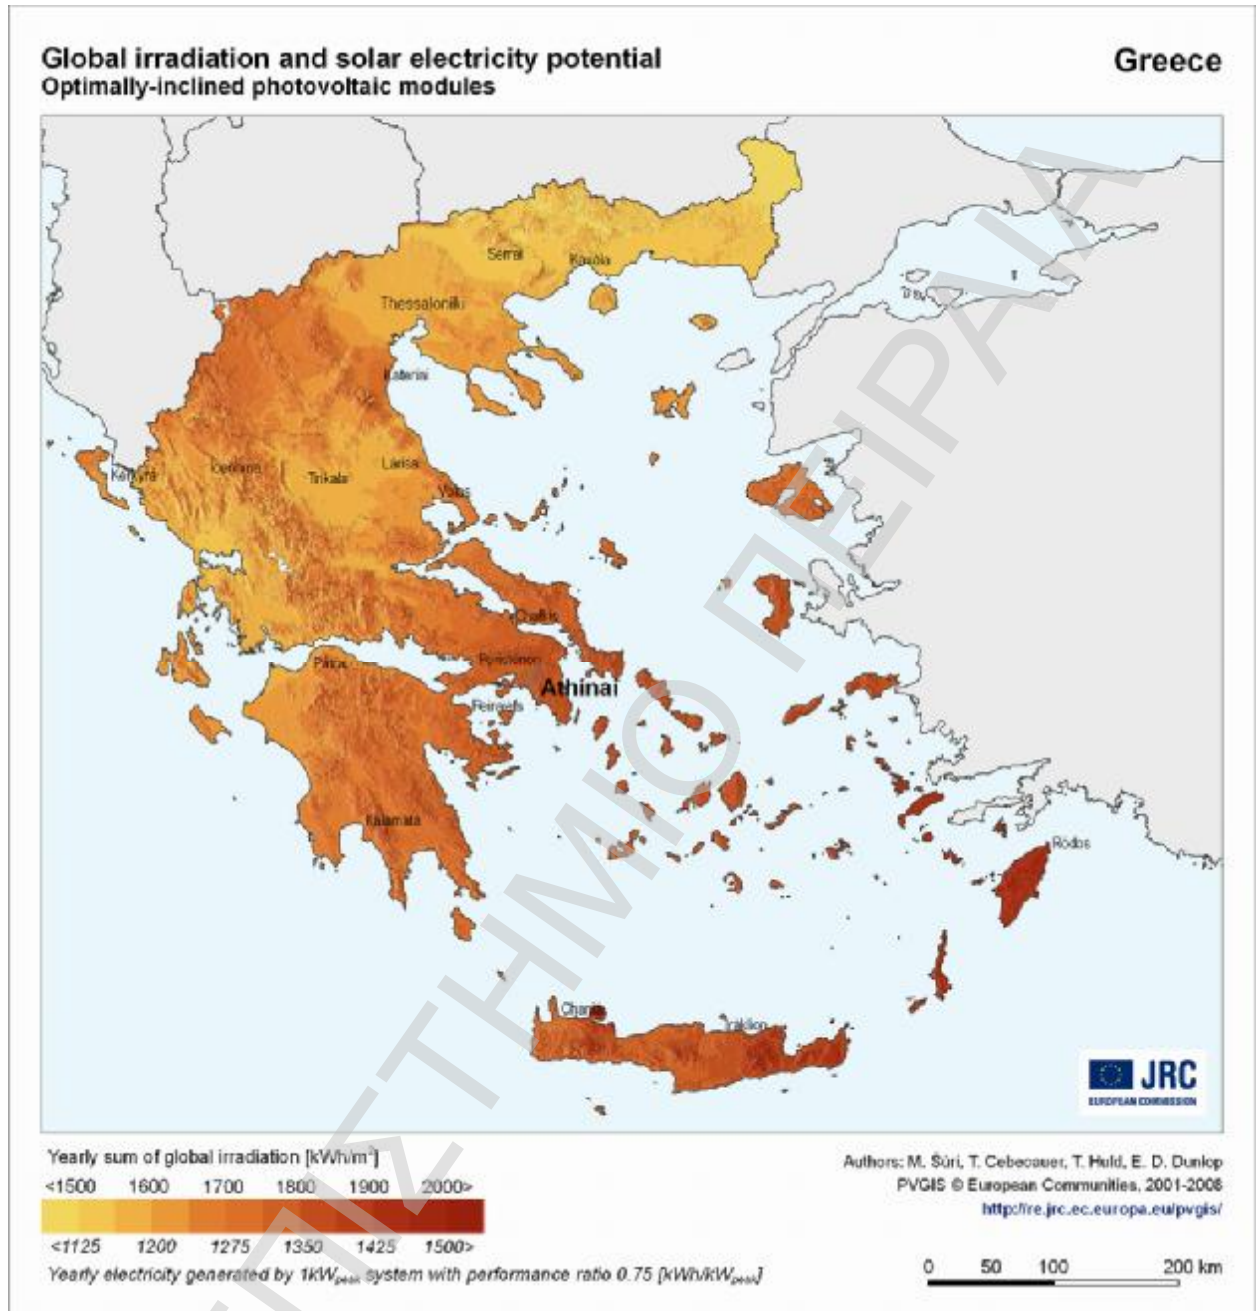 Global irradiation and solar electricity potential
Optimally-inclined photovoltaic modules
Greece
Serrai
Kavala
Thessaloniki
Katerini
Kerkyra
Ioannina
Trikala
Larisa
Volos
Chalkis
Patrai
Peristerion
Athinai
Peiraiefs
Kalamata
Rodos
Chania
Iraklion
JRC
EUROPEAN COMMISSION
Yearly sum of global irradiation [kWh/m²]
<1500 1600 1700 1800 1900 2000>
<1125 1200 1275 1350 1425 1500>
Yearly electricity generated by 1kWpeak system with performance ratio 0.75 [kWh/kWpeak]
Authors: M. Šúri, T. Cebecauer, T. Huld, E. D. Dunlop
PVGIS © European Communities, 2001-2008
http://re.jrc.ec.europa.eu/pvgis/
0 50 100 200 km
ΠΙΣΤΗΜΙΟ ΠΕΙΡΑΙΑ